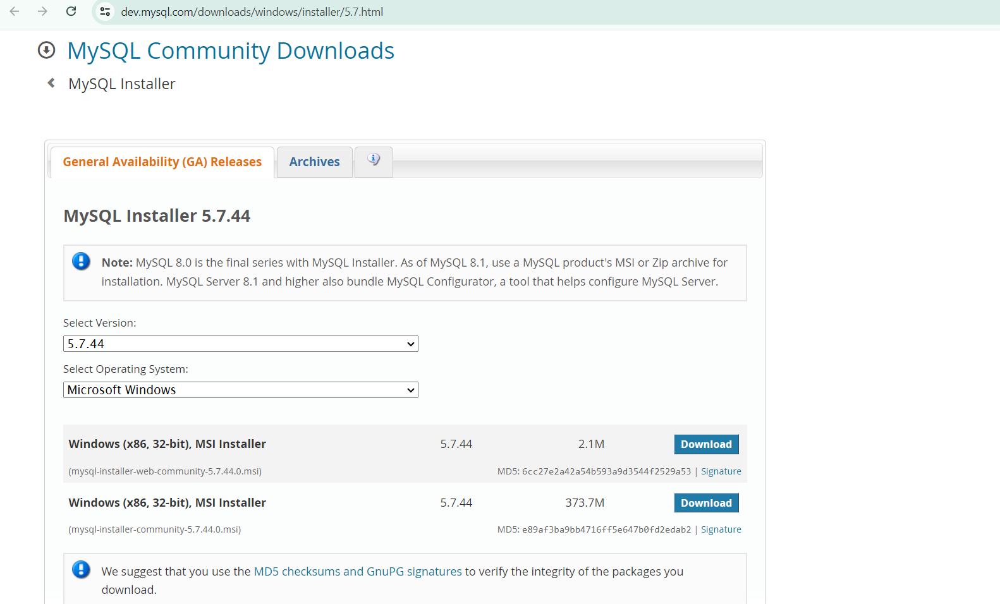 dev.mysql.com/downloads/windows/installer/5.7.html
MySQL Community Downloads
MySQL Installer
General Availability (GA) Releases
Archives
MySQL Installer 5.7.44
Note: MySQL 8.0 is the final series with MySQL Installer. As of MySQL 8.1, use a MySQL product's MSI or Zip archive for
installation. MySQL Server 8.1 and higher also bundle MySQL Configurator, a tool that helps configure MySQL Server.
Select Version:
5.7.44
Select Operating System:
Microsoft Windows
Windows (x86, 32-bit), MSI Installer 5.7.44 2.1M Download
(mysql-installer-web-community-5.7.44.0.msi) MD5: 6cc27e2a42a54b593a9d3544f2529a53 | Signature
Windows (x86, 32-bit), MSI Installer 5.7.44 373.7M Download
(mysql-installer-community-5.7.44.0.msi) MD5: e89af3ba9bb4716ff5e647b0fd2edab2 | Signature
We suggest that you use the MD5 checksums and GnuPG signatures to verify the integrity of the packages you
download.